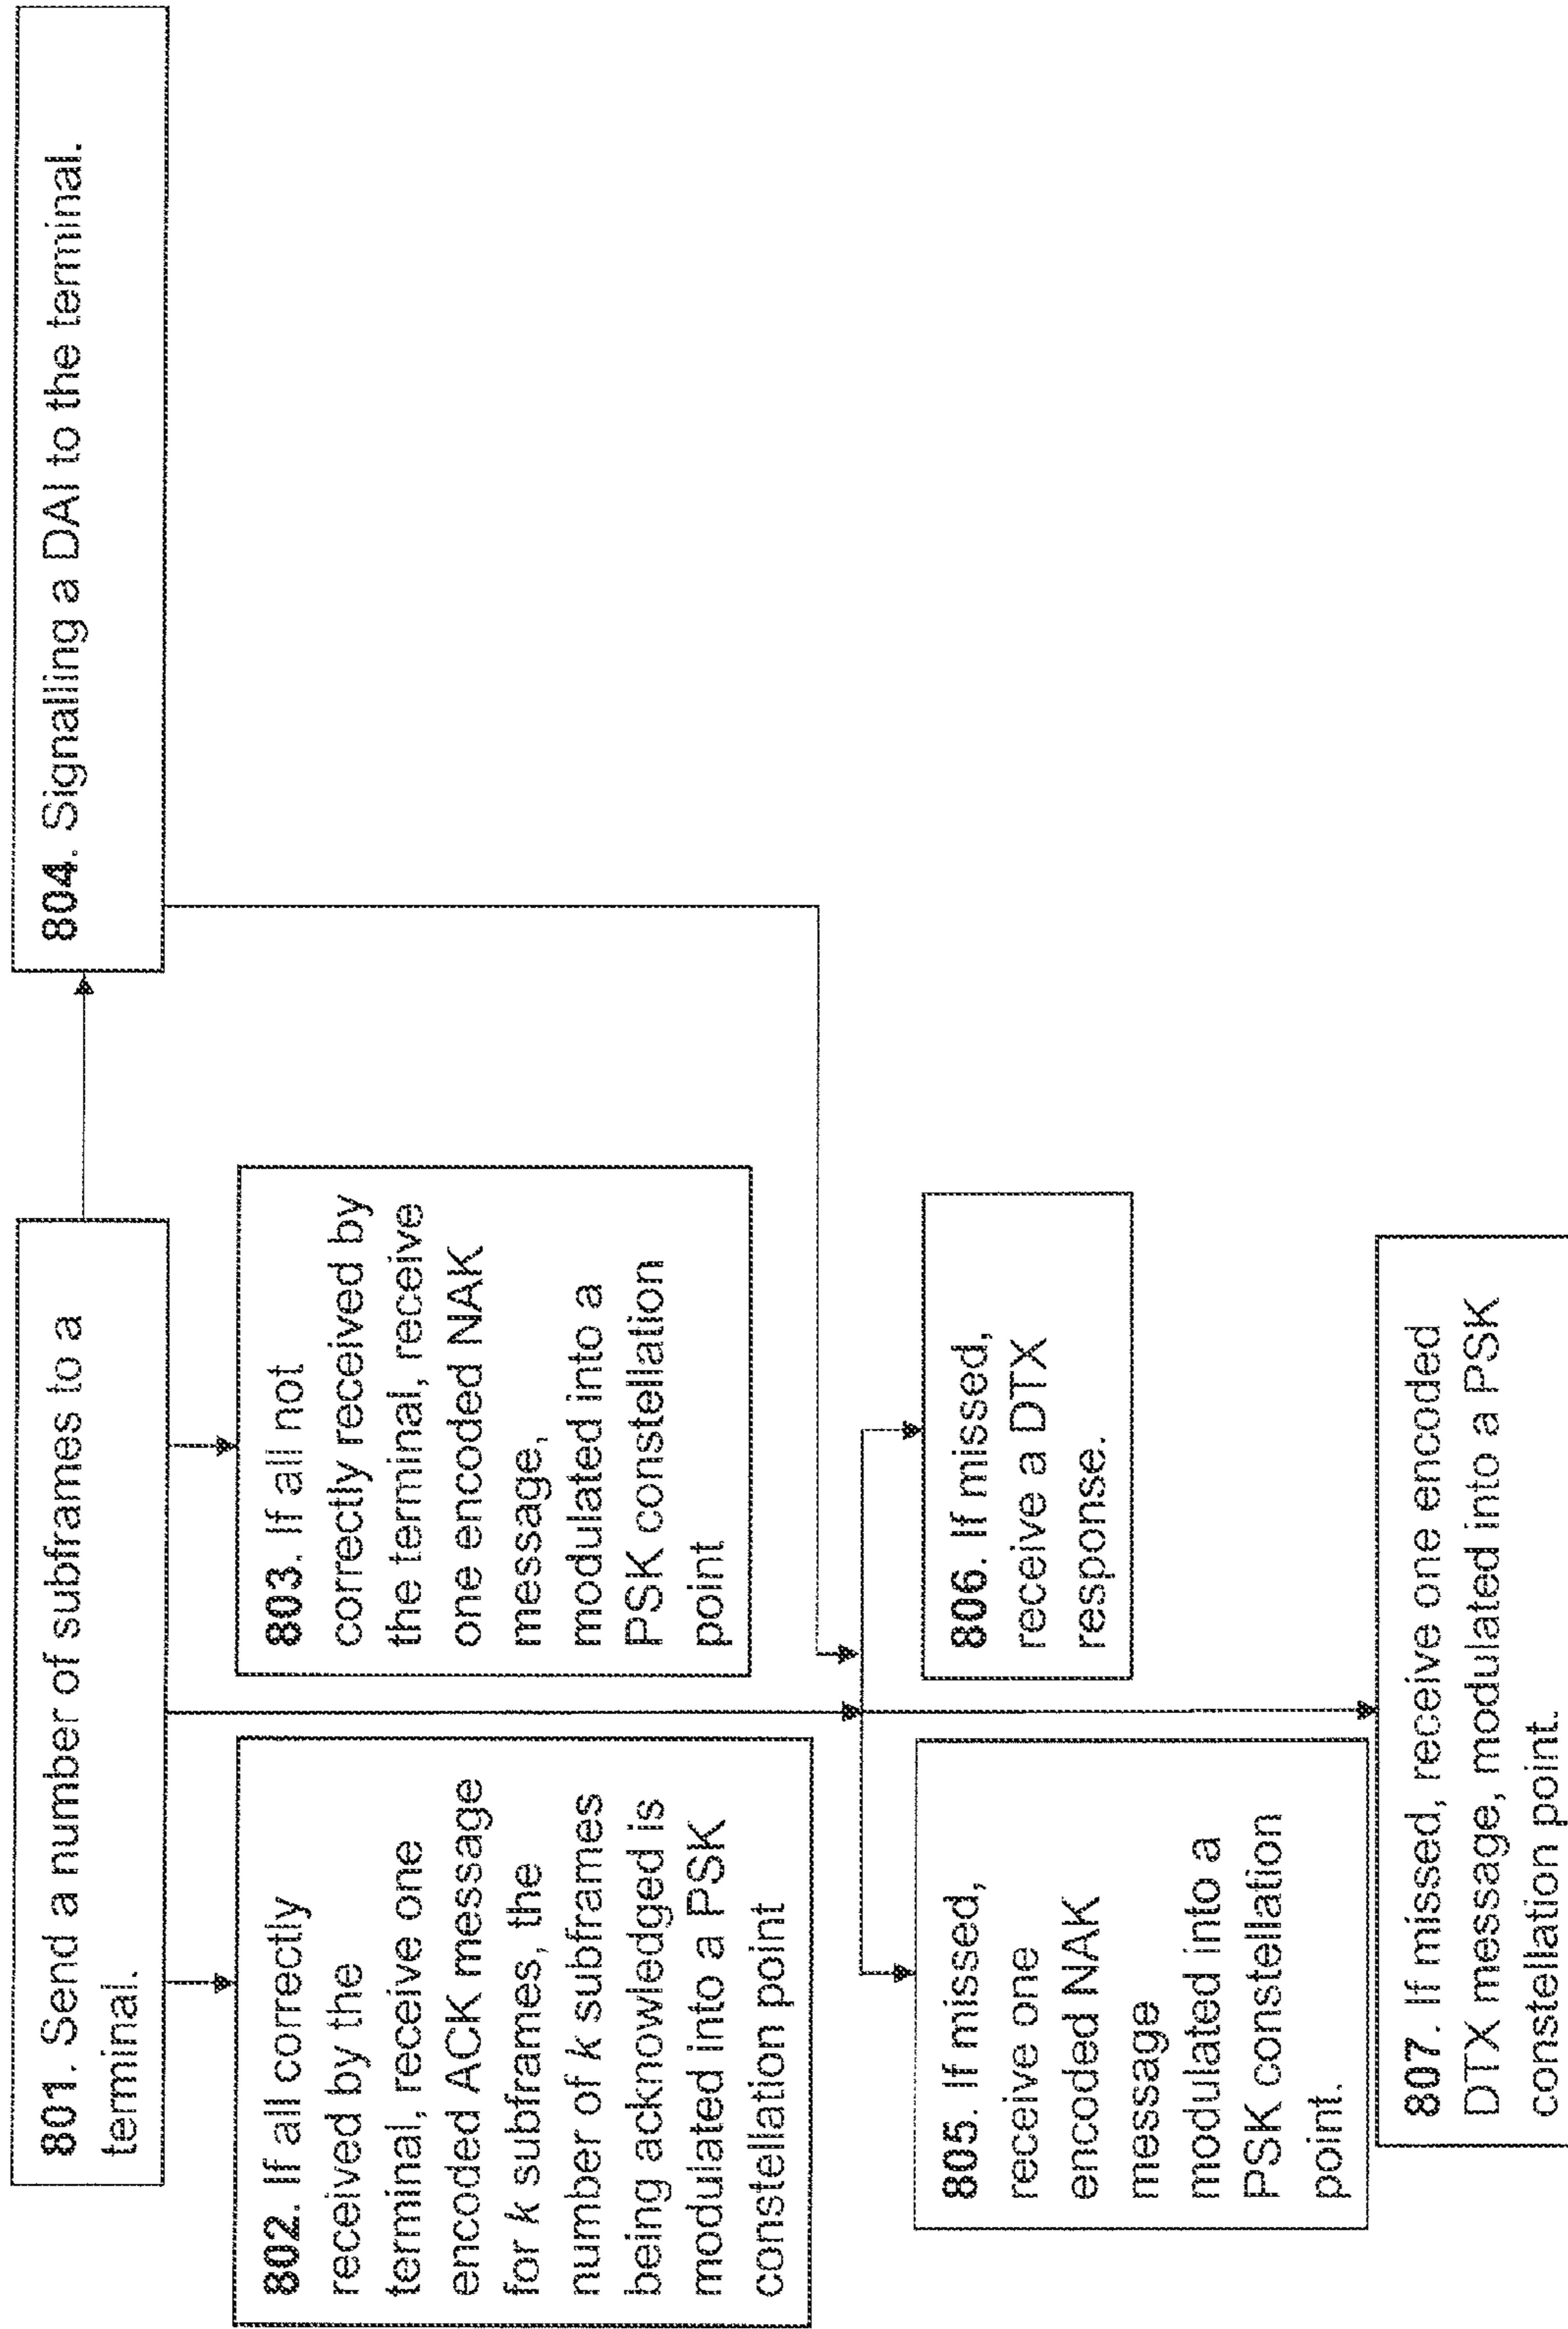 801. Send a number of subframes to a
terminal.
804. Signalling a DAI to the terminal.
802. If all correctly
received by the
terminal, receive one
encoded ACK message
for k subframes, the
number of k subframes
being acknowledged is
modulated into a PSK
constellation point
803. If all not
correctly received by
the terminal, receive
one encoded NAK
message,
modulated into a
PSK constellation
point
805. If missed,
receive one
encoded NAK
message
modulated into a
PSK constellation
point.
806. If missed,
receive a DTX
response.
807. If missed, receive one encoded
DTX message, modulated into a PSK
constellation point.